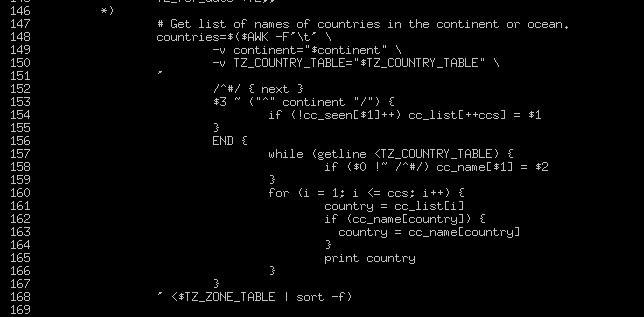 146 *)
147 # Get list of names of countries in the continent or ocean.
148 countries=$($AWK -F'\t' \
149 -v continent="$continent" \
150 -v TZ_COUNTRY_TABLE="$TZ_COUNTRY_TABLE" \
151 '
152 /^#/ { next }
153 $3 ~ ("^" continent "/") {
154 if (!cc_seen[$1]++) cc_list[++ccs] = $1
155 }
156 END {
157 while (getline <TZ_COUNTRY_TABLE) {
158 if ($0 !~ /^#/) cc_name[$1] = $2
159 }
160 for (i = 1; i <= ccs; i++) {
161 country = cc_list[i]
162 if (cc_name[country]) {
163 country = cc_name[country]
164 }
165 print country
166 }
167 }
168 ' <$TZ_ZONE_TABLE | sort -f)
169